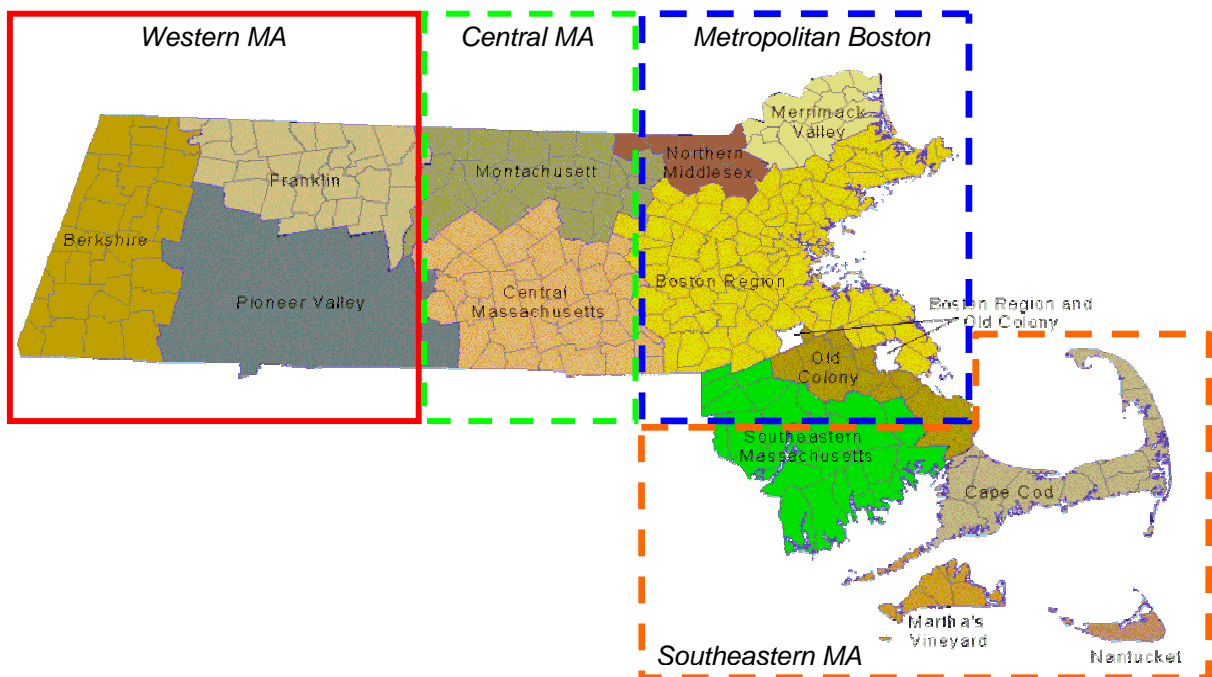 Western MA
Central MA
Metropolitan Boston
Merrimack
Valley
Northern
Middlesex
Montachusett
Franklin
Berkshire
Pioneer Valley
Central
Massachusetts
Boston Region
Boston Region and
Old Colony
Old
Colony
Southeastern
Massachusetts
Cape Cod
Martha's
Vineyard
Nantucket
Southeastern MA